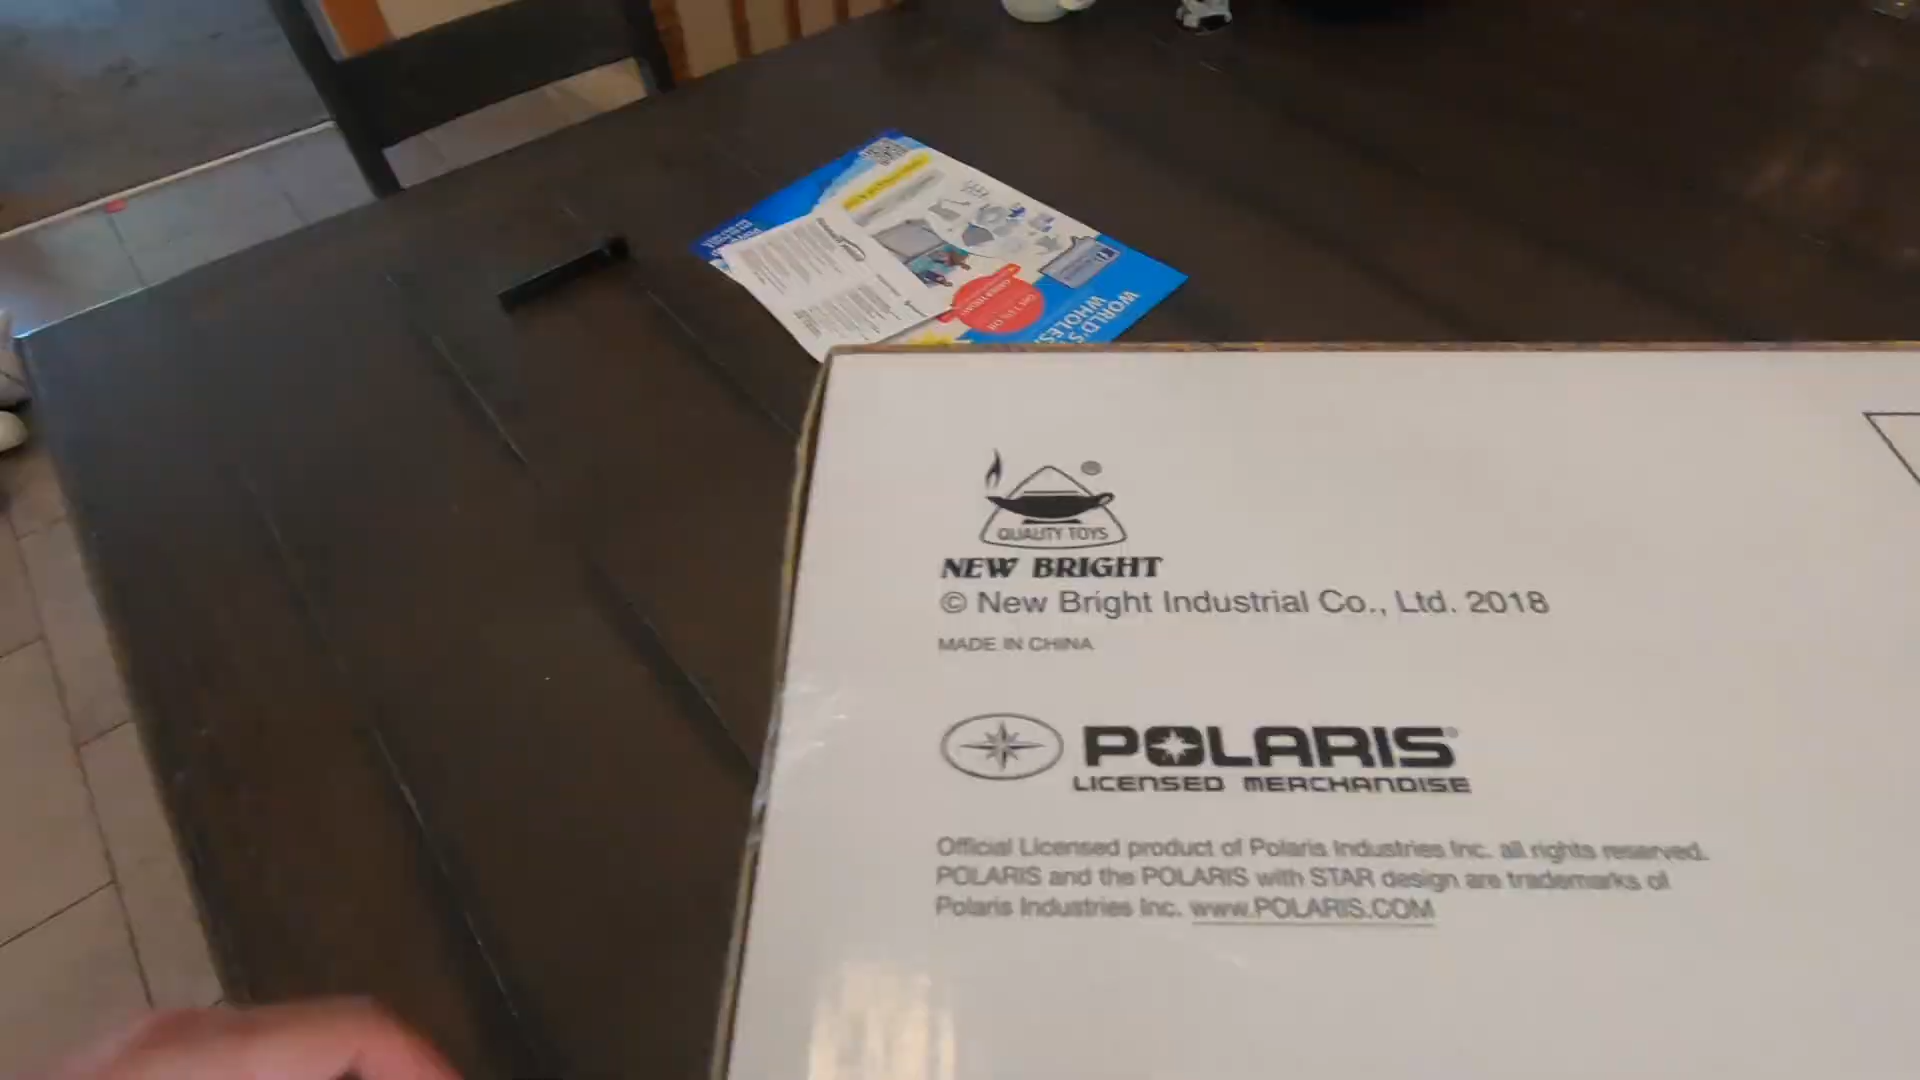 WORLD'S
WHOLES
QUALITY TOYS
NEW BRIGHT
© New Bright Industrial Co., Ltd. 2018
MADE IN CHINA
POLARIS®
LICENSED MERCHANDISE
Official Licensed product of Polaris Industries Inc. all rights reserved.
POLARIS and the POLARIS with STAR design are trademarks of
Polaris Industries Inc. www.POLARIS.COM